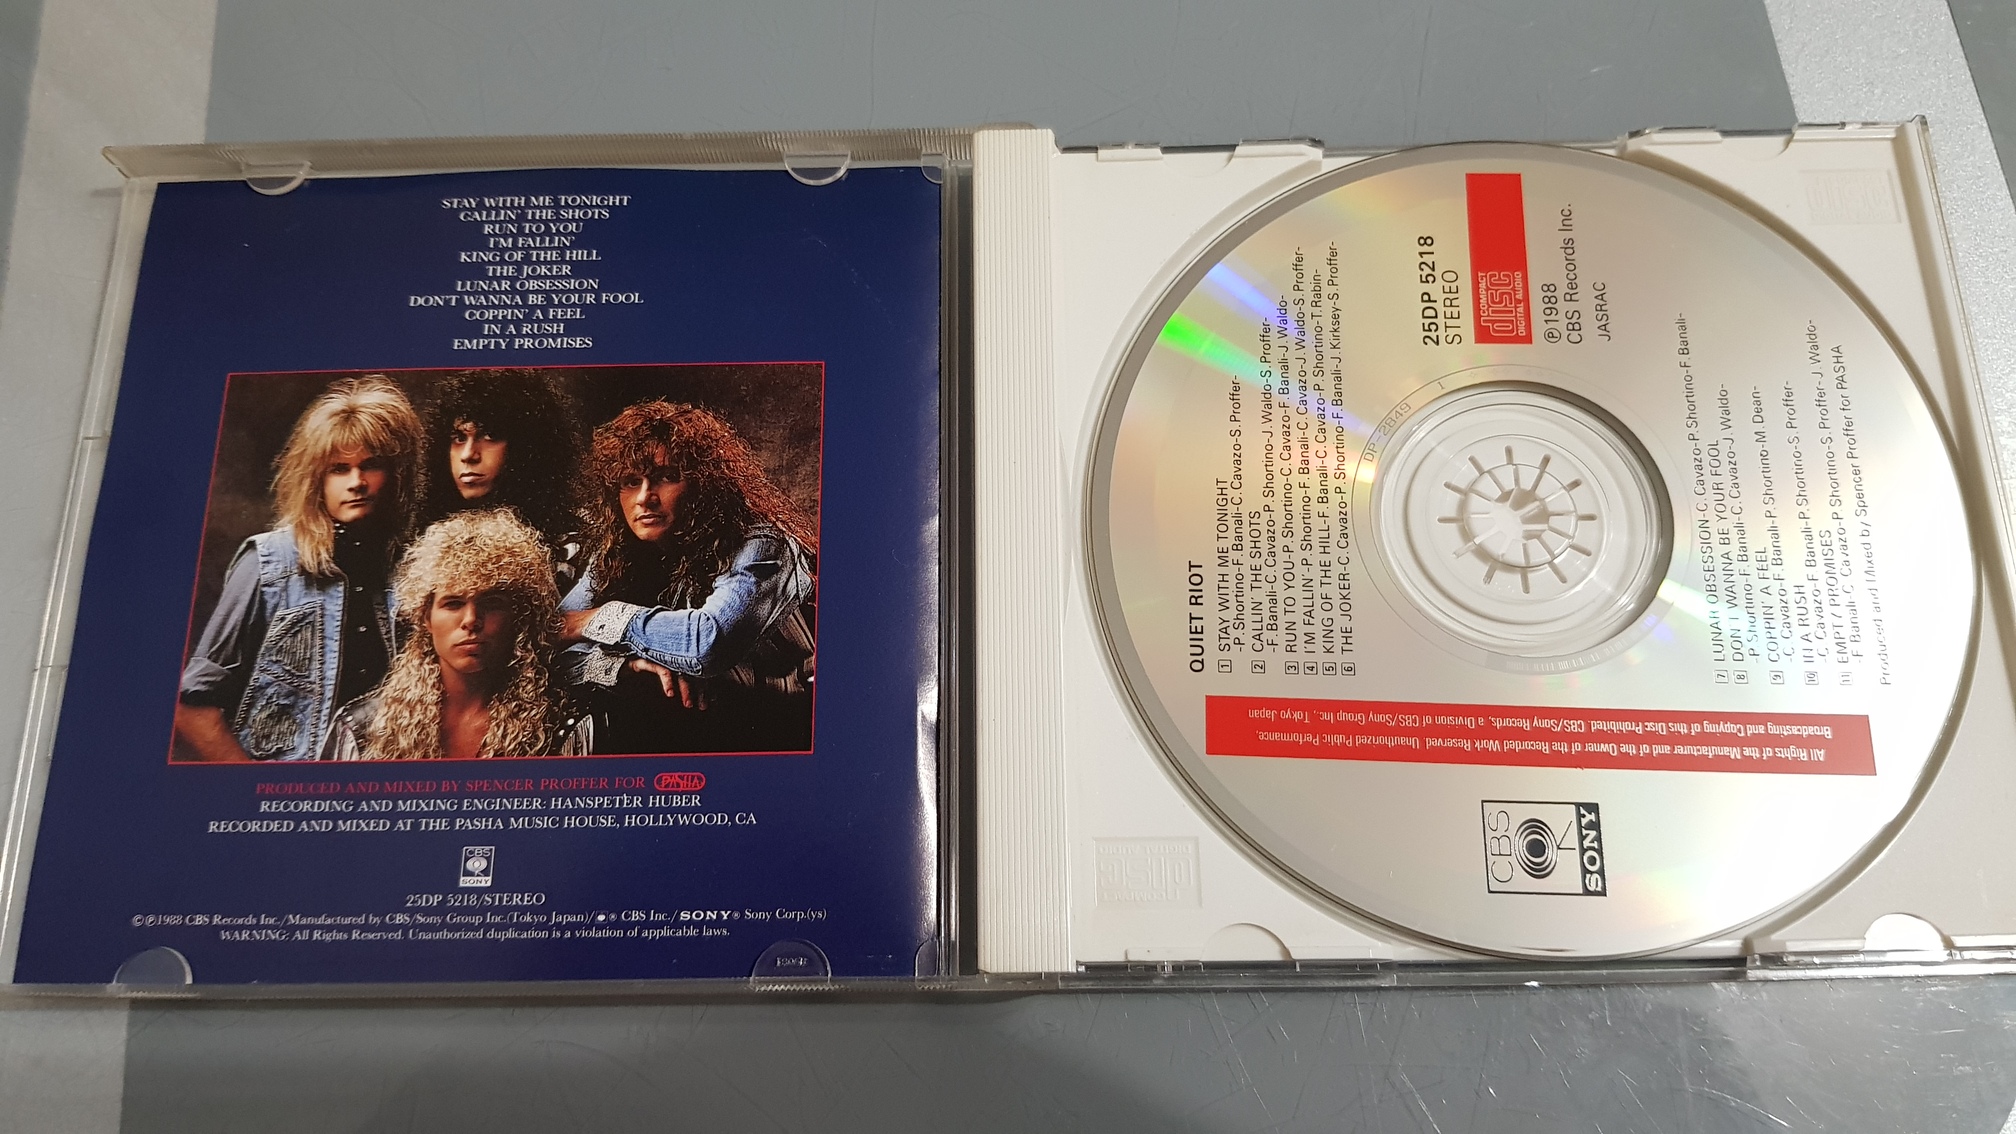 STAY WITH ME TONIGHT
CALLIN' THE SHOTS
RUN TO YOU
I'M FALLIN'
KING OF THE HILL
THE JOKER
LUNAR OBSESSION
DON'T WANNA BE YOUR FOOL
COPPIN' A FEEL
IN A RUSH
EMPTY PROMISES
PRODUCED AND MIXED BY SPENCER PROFFER FOR PASHA
RECORDING AND MIXING ENGINEER: HANSPETER HUBER
RECORDED AND MIXED AT THE PASHA MUSIC HOUSE, HOLLYWOOD, CA
CBS
SONY
25DP 5218/STEREO
©℗1988 CBS Records Inc./Manufactured by CBS/Sony Group Inc.(Tokyo Japan)/® CBS Inc./SONY® Sony Corp.(ys)
WARNING: All Rights Reserved. Unauthorized duplication is a violation of applicable laws.
QUIET RIOT
1 STAY WITH ME TONIGHT
-P. Shortino-F. Banali-C. Cavazo-S. Proffer-
2 CALLIN' THE SHOTS
-F. Banali-C. Cavazo-P. Shortino-J. Waldo-S. Proffer-
3 RUN TO YOU-P. Shortino-C. Cavazo-F. Banali-J. Waldo-
4 I'M FALLIN'-P. Shortino-F. Banali-C. Cavazo-J. Waldo-S. Proffer-
5 KING OF THE HILL-F. Banali-C. Cavazo-P. Shortino-T. Rabin-
6 THE JOKER-C. Cavazo-P. Shortino-F. Banali-J. Kirksey-S. Proffer-
25DP 5218
STEREO
COMPACT
disc
DIGITAL AUDIO
℗1988
CBS Records Inc.
JASRAC
DP-2849 1
7 LUNAR OBSESSION-C. Cavazo-P. Shortino-F. Banali-
8 DON'T WANNA BE YOUR FOOL
-P. Shortino-F. Banali-C. Cavazo-J. Waldo-
9 COPPIN' A FEEL
-C. Cavazo-F. Banali-P. Shortino-M. Dean-
10 IN A RUSH
-C. Cavazo-F. Banali-P. Shortino-S. Proffer-J. Waldo-
11 EMPTY PROMISES
-F. Banali-C. Cavazo-P. Shortino-S. Proffer-
Produced and Mixed by Spencer Proffer for PASHA
All Rights of the Manufacturer and of the Owner of the Recorded Work Reserved. Unauthorized Public Performance,
Broadcasting and Copying of this Disc Prohibited. CBS/Sony Records, a Division of CBS/Sony Group Inc., Tokyo Japan
CBS
SONY
COMPACT
disc
DIGITAL AUDIO